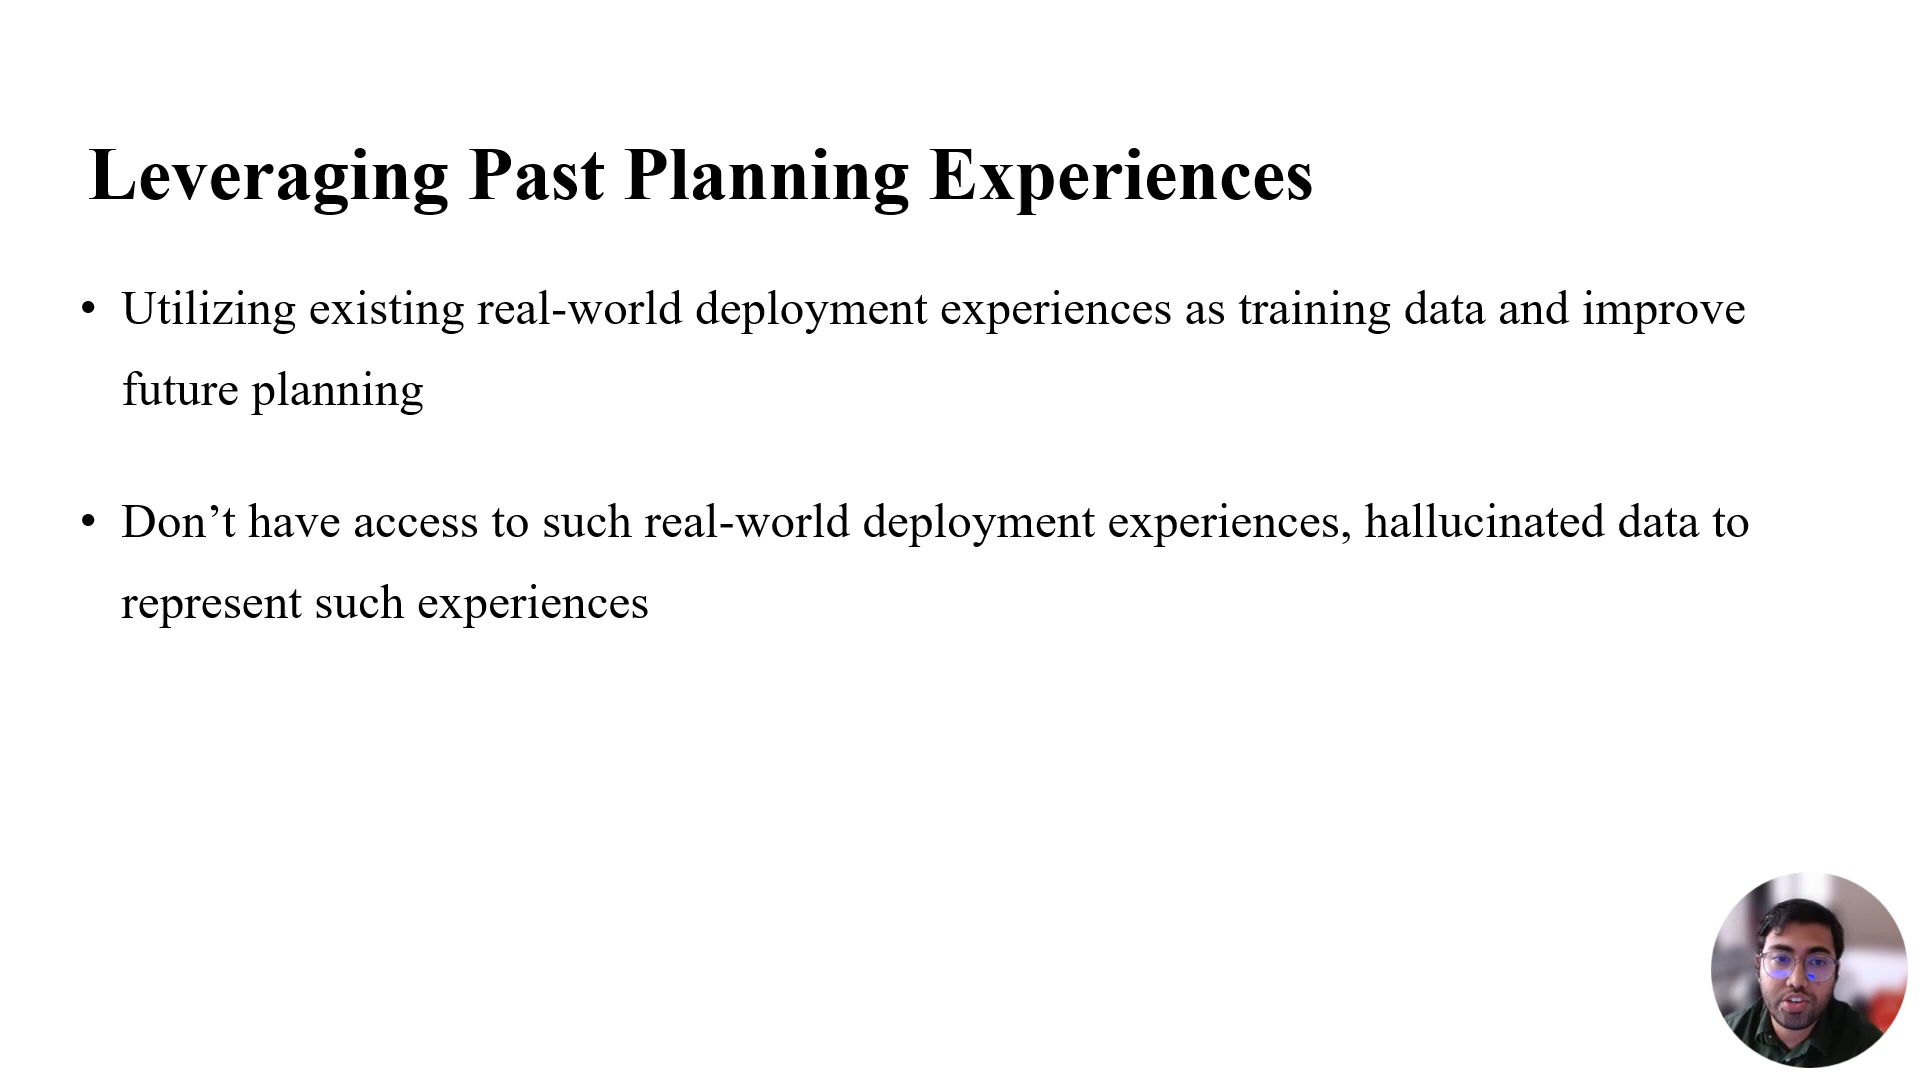 Leveraging Past Planning Experiences
• Utilizing existing real-world deployment experiences as training data and improve
future planning
• Don’t have access to such real-world deployment experiences, hallucinated data to
represent such experiences